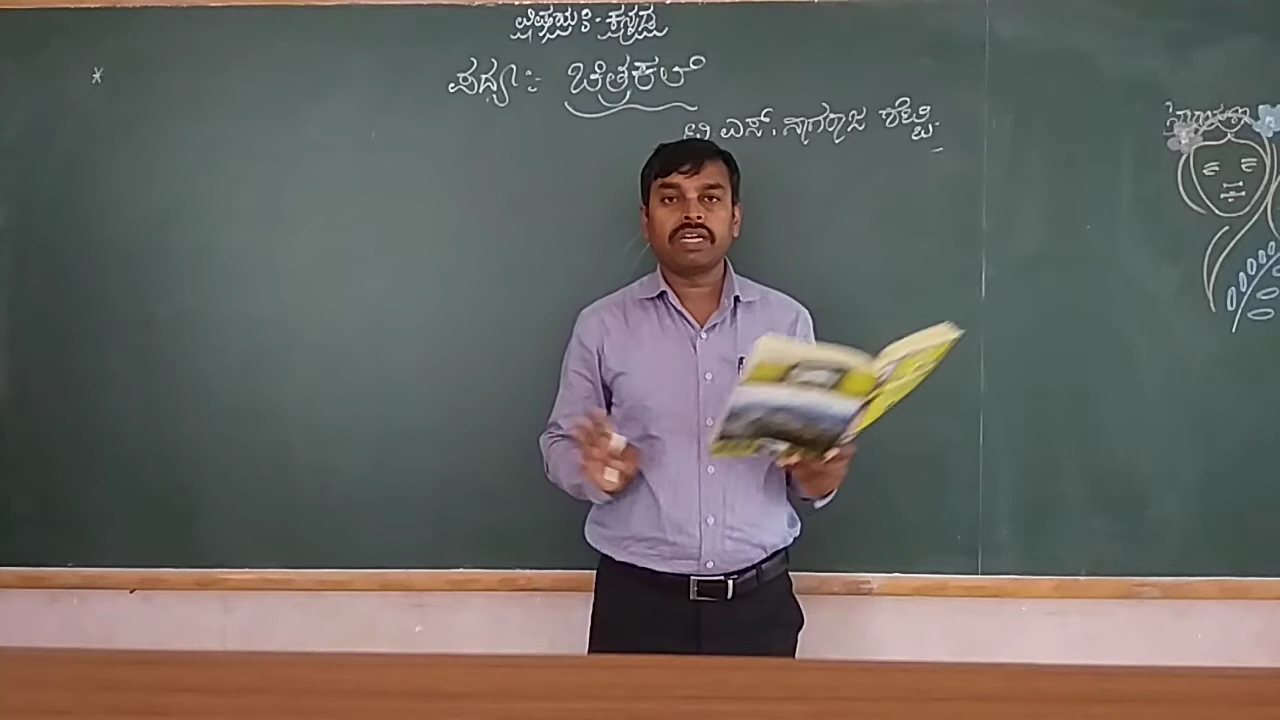 ವಿಷಯ :- ಕನ್ನಡ
*
ಪದ್ಯ :- ಚಿತ್ರಕಲೆ
ಟಿ.ಎಸ್. ನಾಗರಾಜ ಶೆಟ್ಟಿ.